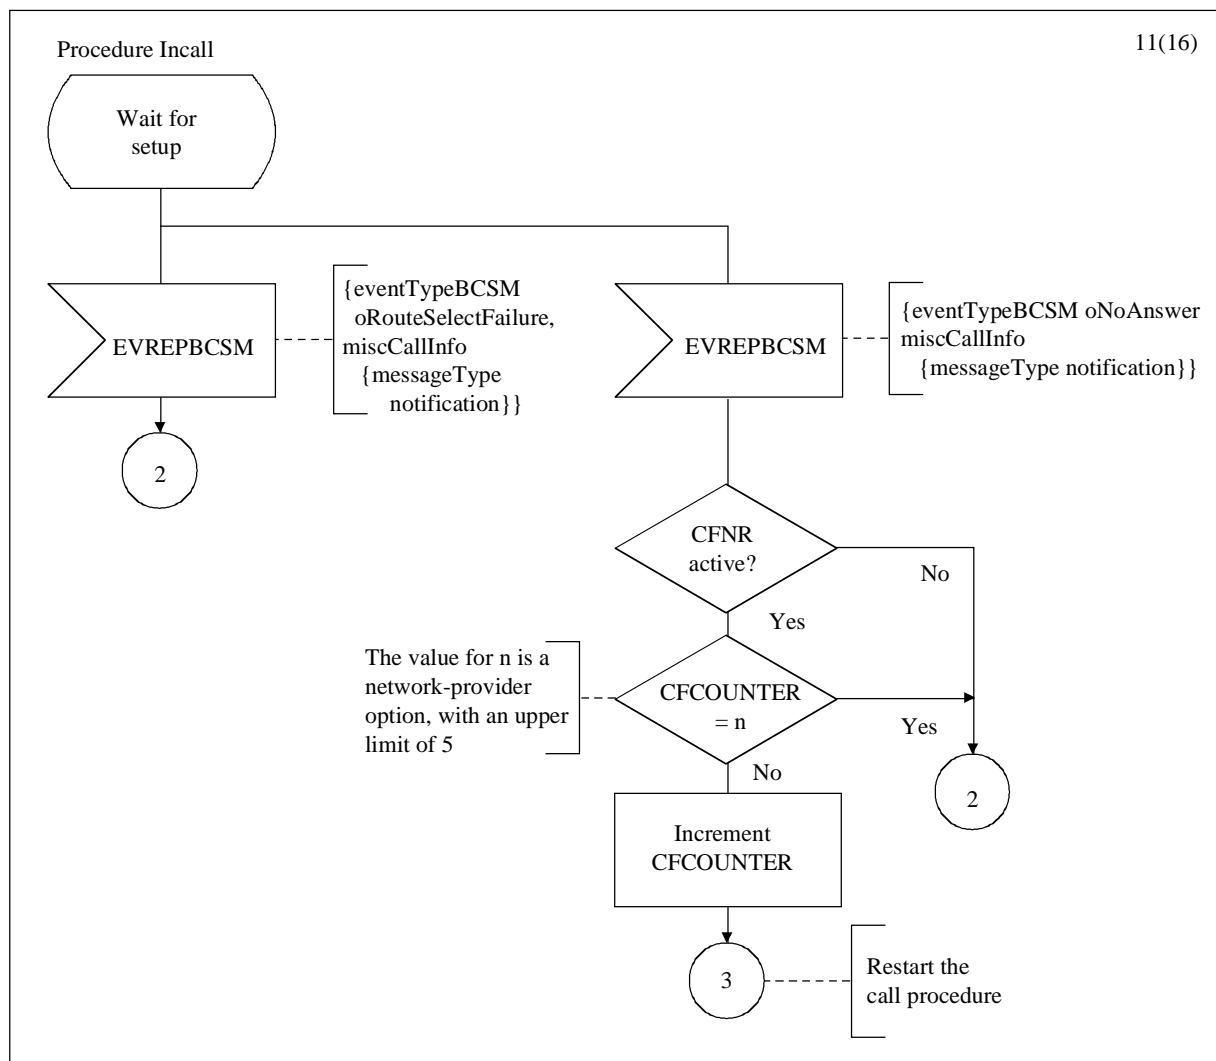 Procedure Incall
11(16)
Wait for
setup
EVREPBCSM
{eventTypeBCSM
oRouteSelectFailure,
miscCallInfo
{messageType
notification}}
EVREPBCSM
{eventTypeBCSM oNoAnswer
miscCallInfo
{messageType notification}}
2
CFNR
active?
No
Yes
The value for n is a
network-provider
option, with an upper
limit of 5
CFCOUNTER
= n
Yes
No
2
Increment
CFCOUNTER
3
Restart the
call procedure